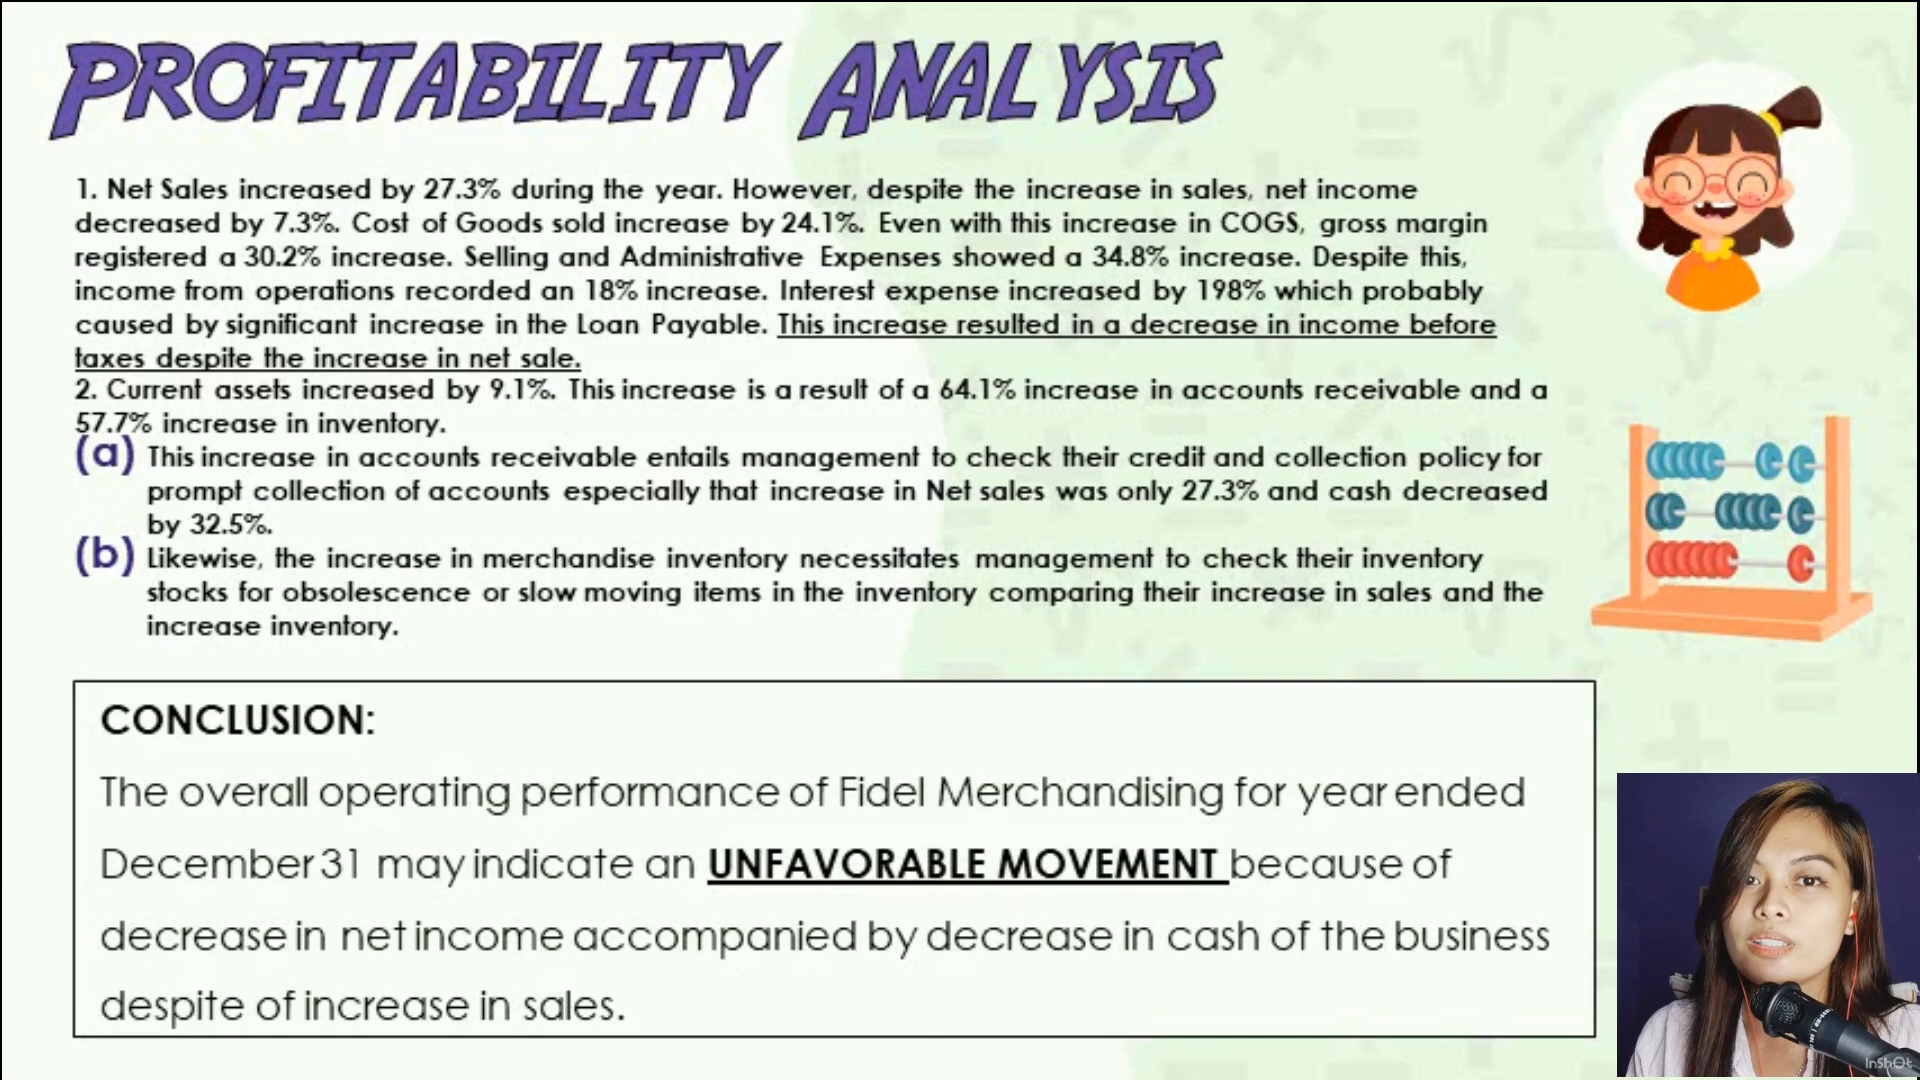 PROFITABILITY ANALYSIS
1. Net Sales increased by 27.3% during the year. However, despite the increase in sales, net income
decreased by 7.3%. Cost of Goods sold increase by 24.1%. Even with this increase in COGS, gross margin
registered a 30.2% increase. Selling and Administrative Expenses showed a 34.8% increase. Despite this,
income from operations recorded an 18% increase. Interest expense increased by 198% which probably
caused by significant increase in the Loan Payable. This increase resulted in a decrease in income before
taxes despite the increase in net sale.
2. Current assets increased by 9.1%. This increase is a result of a 64.1% increase in accounts receivable and a
57.7% increase in inventory.
(a) This increase in accounts receivable entails management to check their credit and collection policy for
prompt collection of accounts especially that increase in Net sales was only 27.3% and cash decreased
by 32.5%.
(b) Likewise, the increase in merchandise inventory necessitates management to check their inventory
stocks for obsolescence or slow moving items in the inventory comparing their increase in sales and the
increase inventory.
CONCLUSION:
The overall operating performance of Fidel Merchandising for year ended
December 31 may indicate an UNFAVORABLE MOVEMENT because of
decrease in net income accompanied by decrease in cash of the business
despite of increase in sales.
InShOt